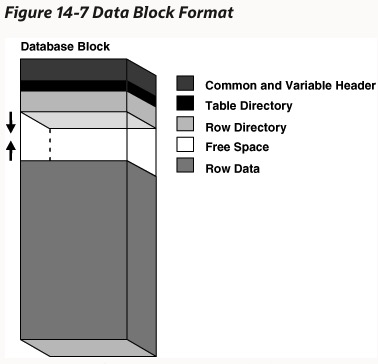 Figure 14-7 Data Block Format
Database Block
Common and Variable Header
Table Directory
Row Directory
Free Space
Row Data